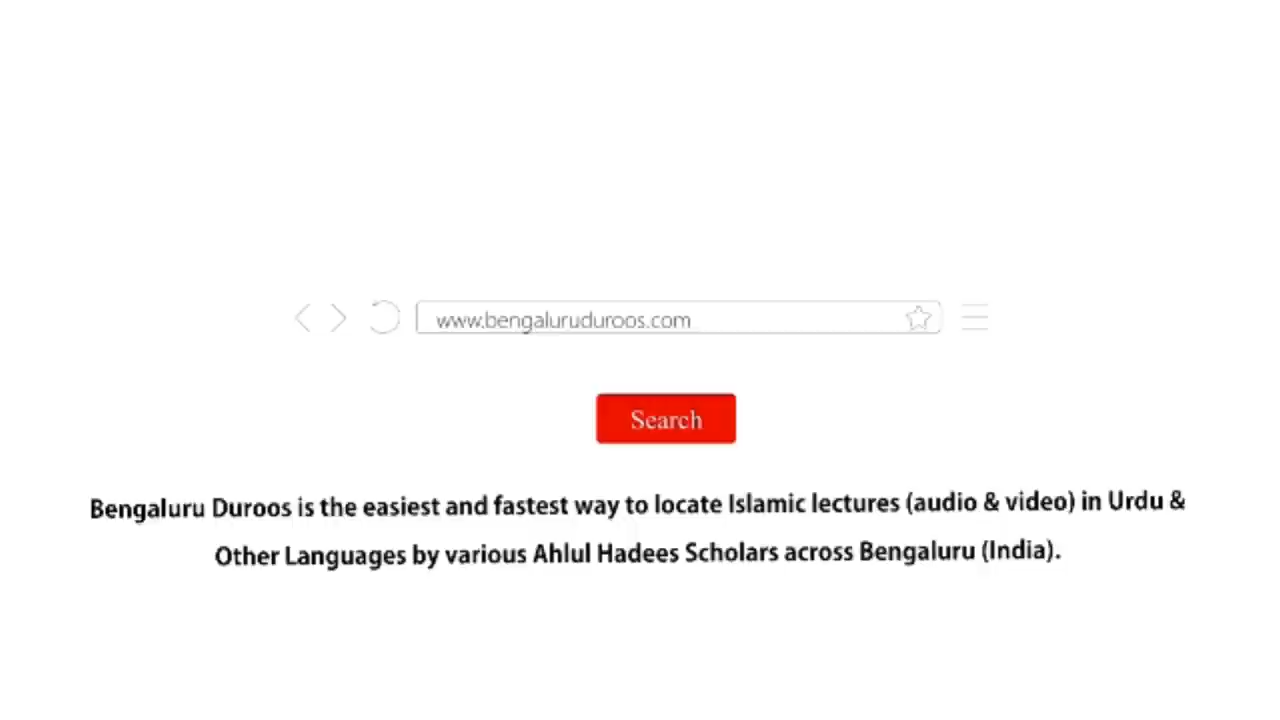 www.bengaluruduroos.com
Search
Bengaluru Duroos is the easiest and fastest way to locate Islamic lectures (audio & video) in Urdu &
Other Languages by various Ahlul Hadees Scholars across Bengaluru (India).